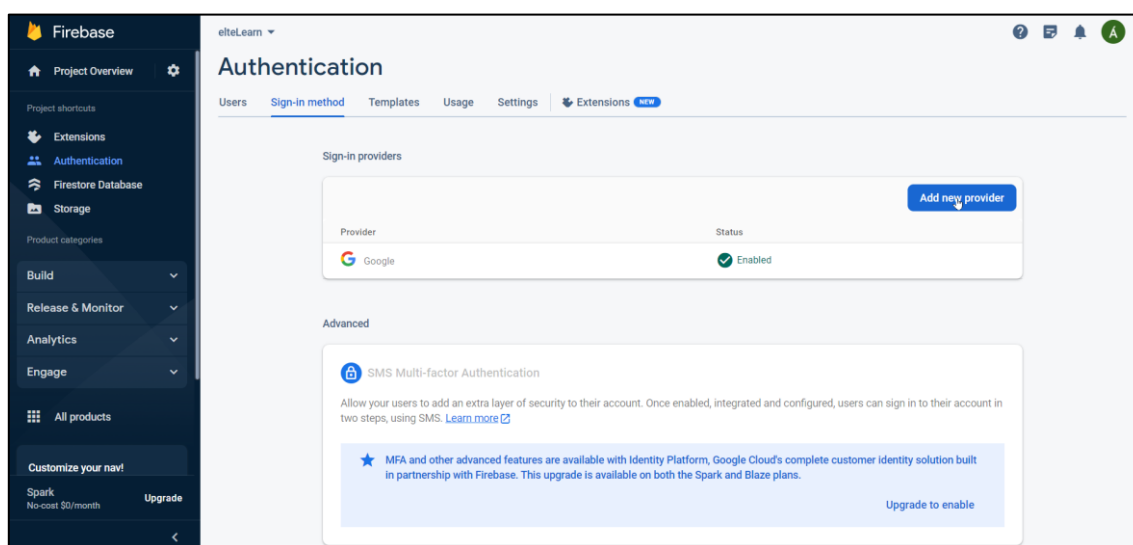 Firebase
Project Overview
Project shortcuts
Extensions
Authentication
Firestore Database
Storage
Product categories
Build
Release & Monitor
Analytics
Engage
All products
Customize your nav!
Spark
No-cost $0/month
Upgrade
elteLearn
Á
Authentication
Users Sign-in method Templates Usage Settings Extensions NEW
Sign-in providers
Add new provider
Provider Status
Google Enabled
Advanced
SMS Multi-factor Authentication
Allow your users to add an extra layer of security to their account. Once enabled, integrated and configured, users can sign in to their account in
two steps, using SMS. Learn more
MFA and other advanced features are available with Identity Platform, Google Cloud's complete customer identity solution built
in partnership with Firebase. This upgrade is available on both the Spark and Blaze plans.
Upgrade to enable